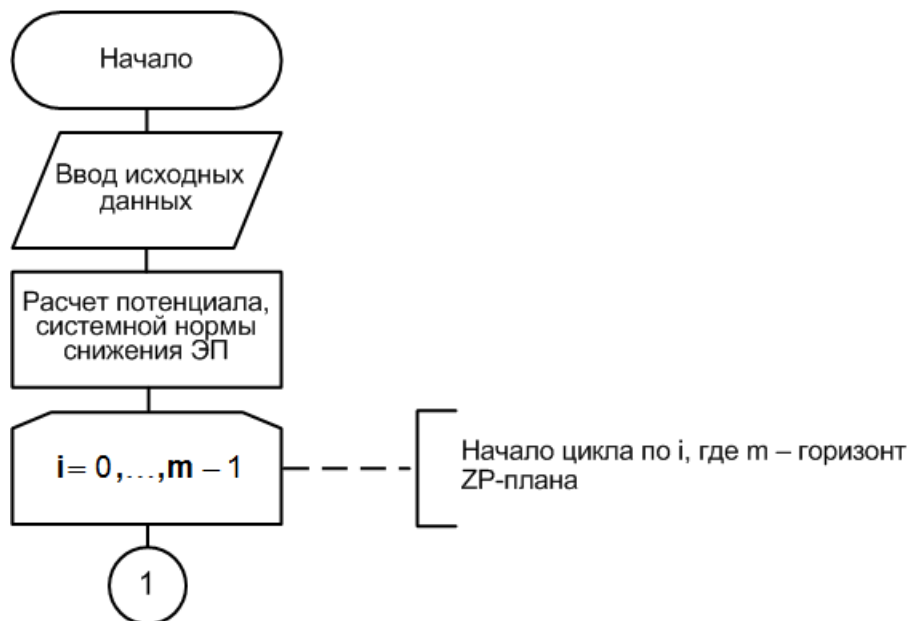 Начало
Ввод исходных
данных
Расчет потенциала,
системной нормы
снижения ЭП
i= 0,...,m – 1
Начало цикла по i, где m – горизонт
ZP-плана
1